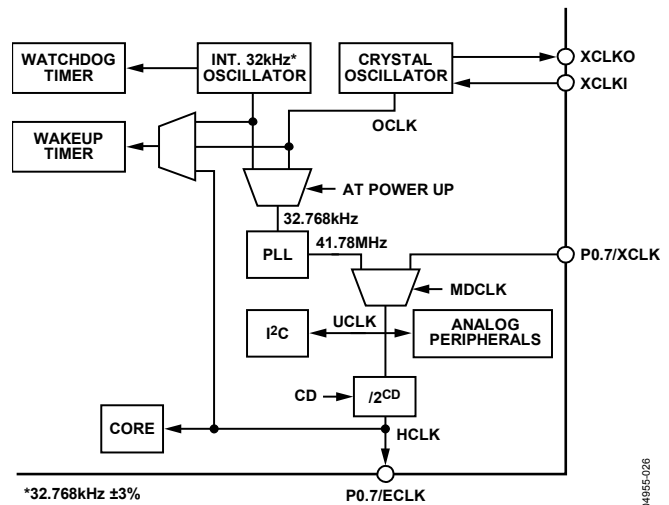 WATCHDOG
TIMER
INT. 32kHz*
OSCILLATOR
CRYSTAL
OSCILLATOR
XCLKO
XCLKI
WAKEUP
TIMER
OCLK
AT POWER UP
32.768kHz
PLL
41.78MHz
P0.7/XCLK
MDCLK
I²C
UCLK
ANALOG
PERIPHERALS
CD
/2ᶜᴰ
CORE
HCLK
*32.768kHz ±3%
P0.7/ECLK
04955-026